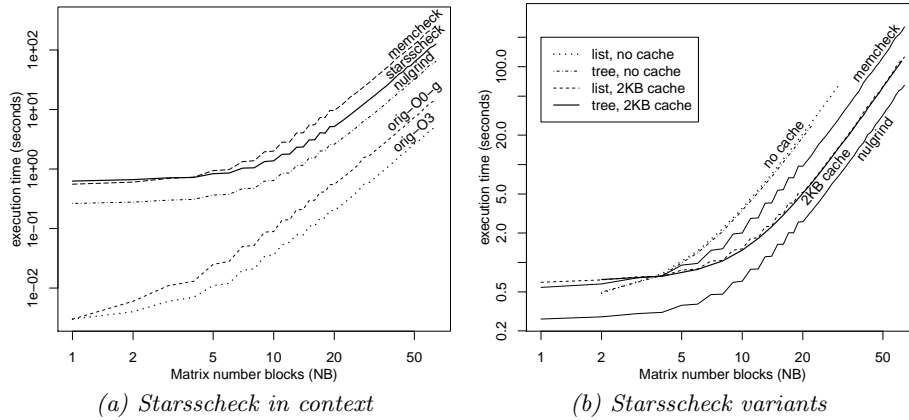 execution time (seconds)
1e+02
1e+01
1e+00
1e−01
1e−02
memcheck
starsscheck
nulgrind
orig−O0−g
orig−O3
1 2 5 10 20 50
Matrix number blocks (NB)
(a) Starsscheck in context
execution time (seconds)
100.0
20.0
5.0
2.0
1.0
0.5
0.2
list, no cache
tree, no cache
list, 2KB cache
tree, 2KB cache
memcheck
no cache
2KB cache
nulgrind
1 2 5 10 20 50
Matrix number blocks (NB)
(b) Starsscheck variants